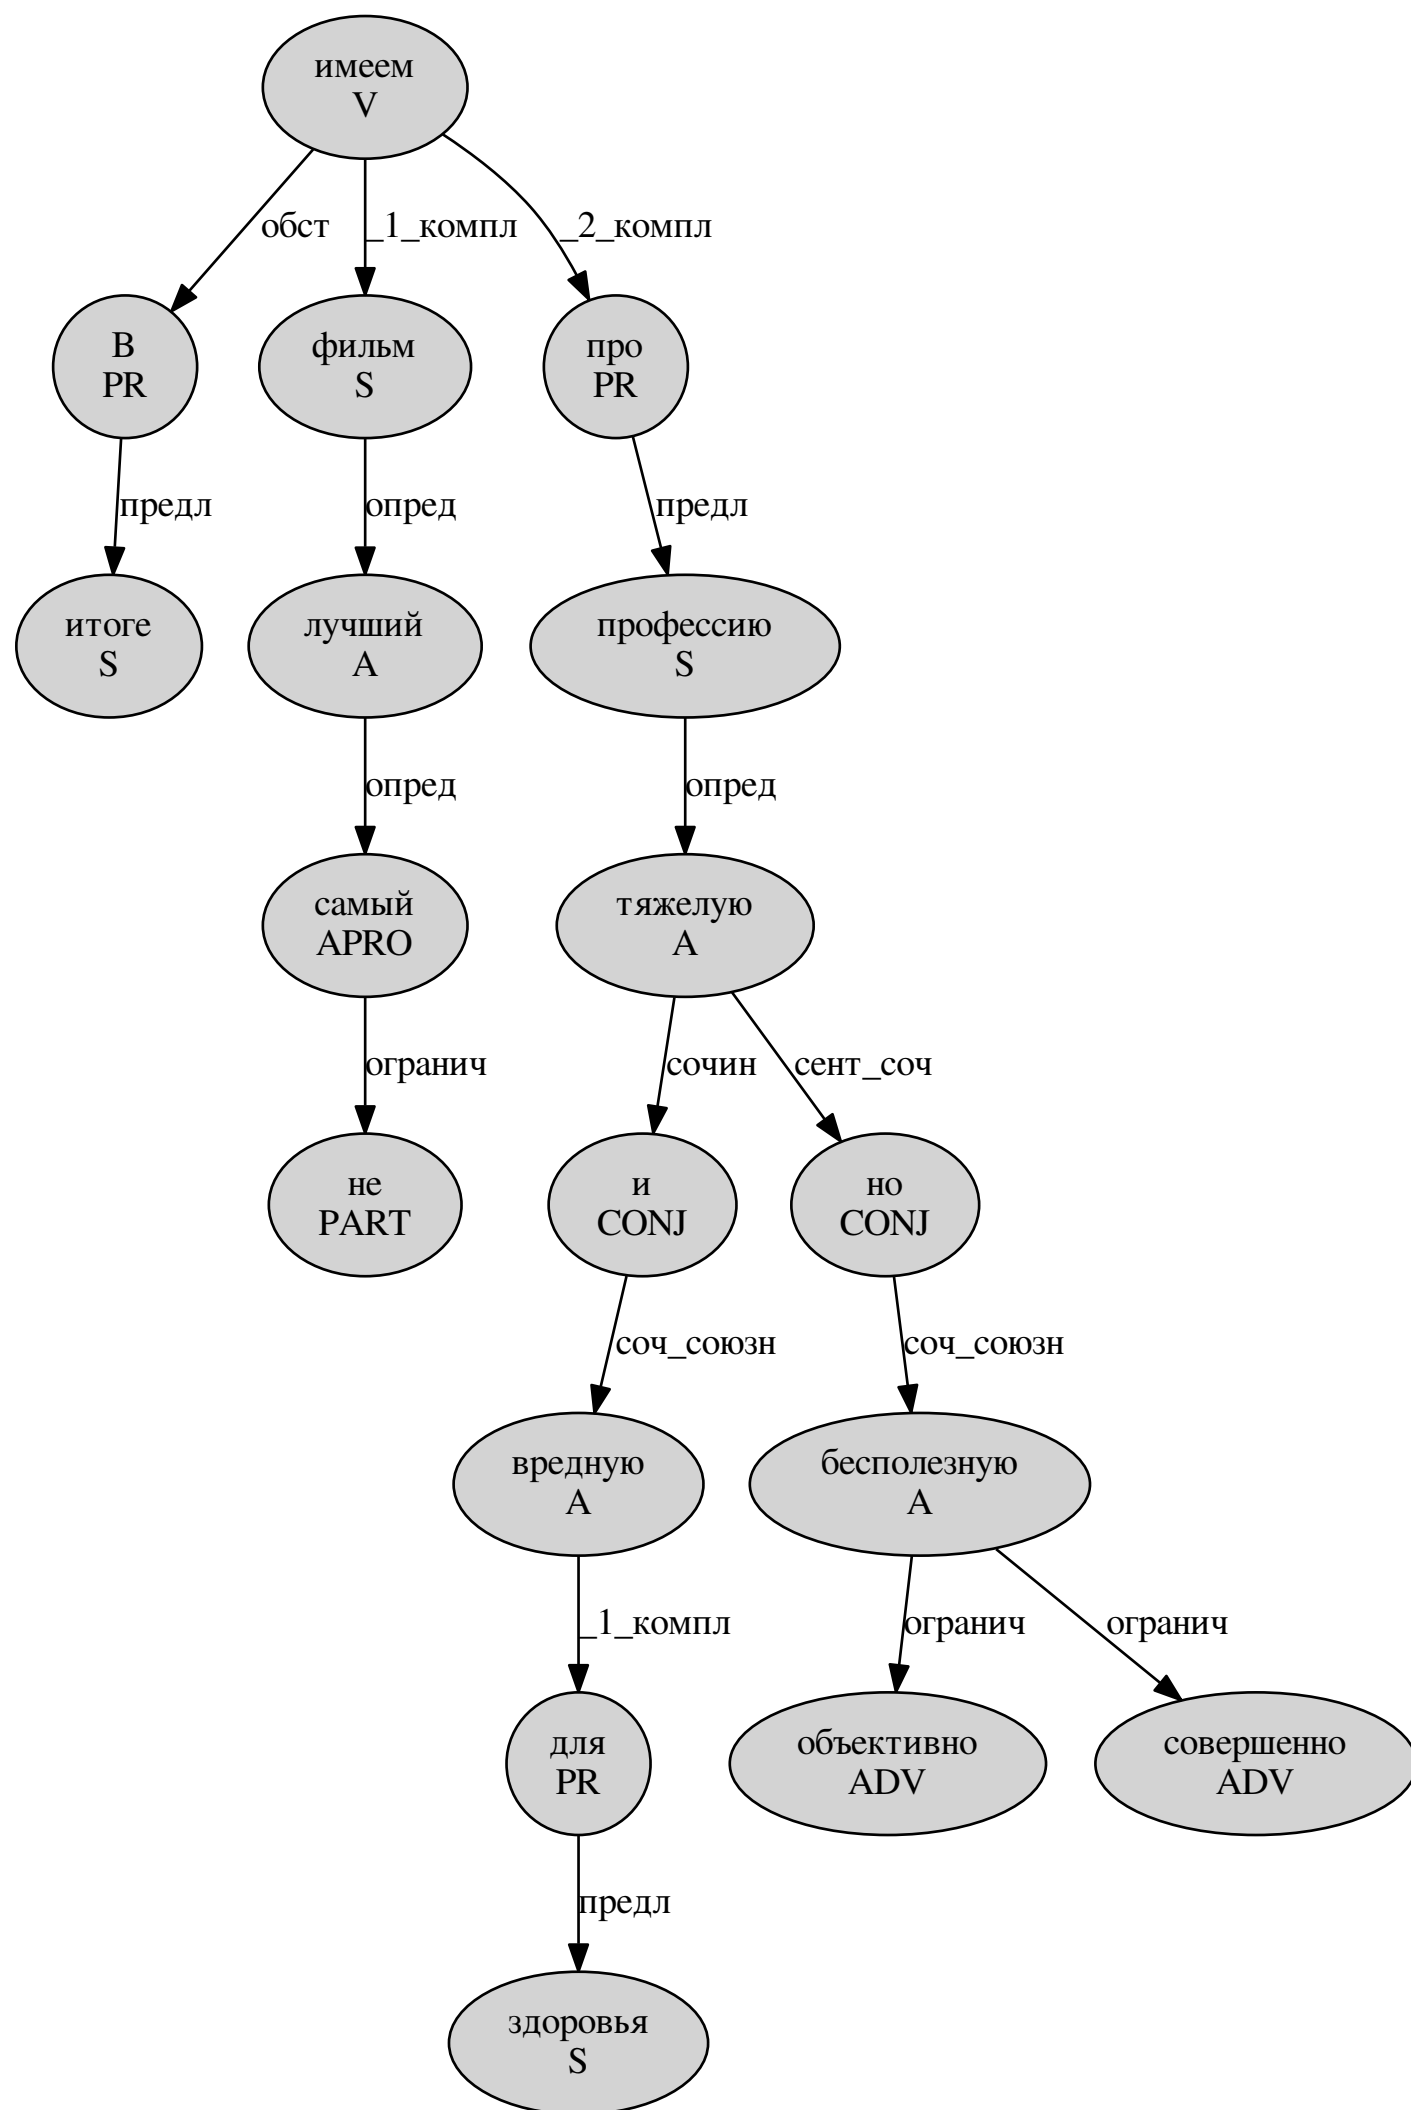 имеем
V
обст
_1_компл
_2_компл
В
PR
фильм
S
про
PR
предл
опред
предл
итоге
S
лучший
A
профессию
S
опред
опред
самый
APRO
тяжелую
A
огранич
сочин
сент_соч
не
PART
и
CONJ
но
CONJ
соч_союзн
соч_союзн
вредную
A
бесполезную
A
_1_компл
огранич
огранич
для
PR
объективно
ADV
совершенно
ADV
предл
здоровья
S